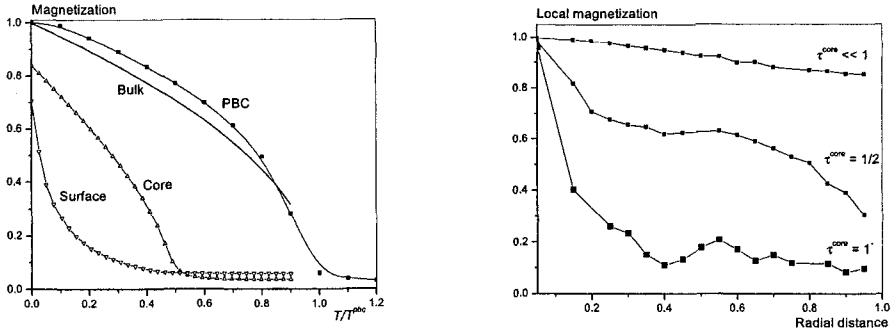 Magnetization
1.0
0.8
0.6
0.4
0.2
0.0
PBC
Bulk
Core
Surface
0.0 0.2 0.4 0.6 0.8 1.0 1.2
T/T^pbc
Local magnetization
1.0
0.8
0.6
0.4
0.2
0.0
τ^core << 1
τ^core = 1/2
τ^core = 1
0.2 0.4 0.6 0.8 1.0
Radial distance